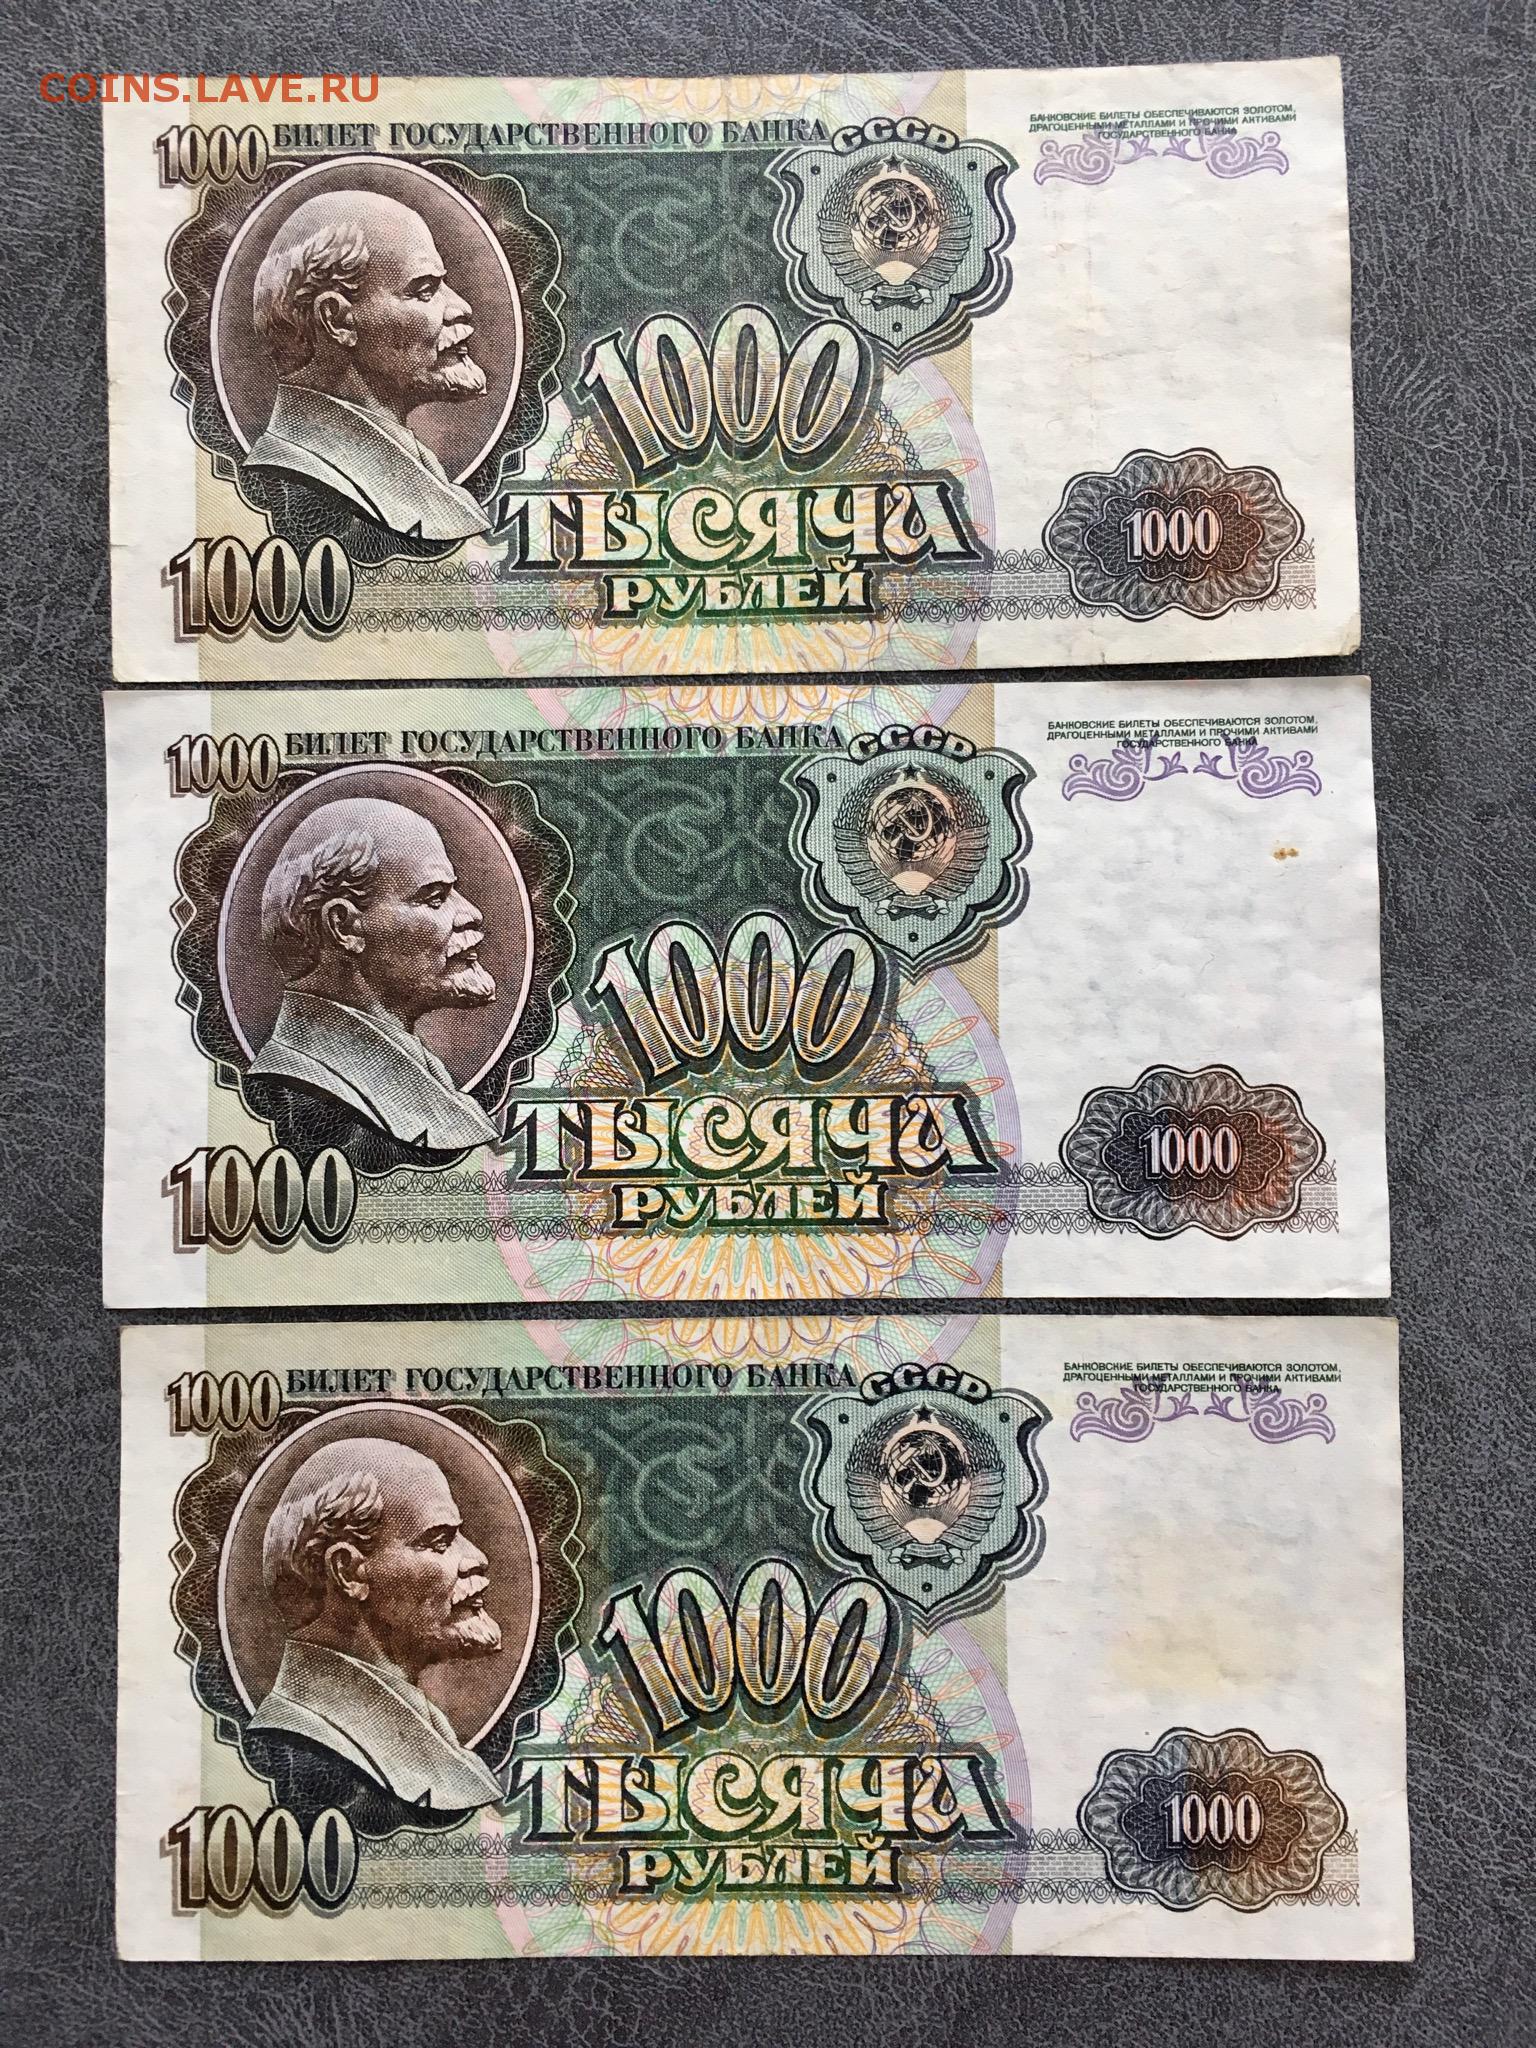 COINS.LAVE.RU
1000 БИЛЕТ ГОСУДАРСТВЕННОГО БАНКА СССР
БАНКОВСКИЕ БИЛЕТЫ ОБЕСПЕЧИВАЮТСЯ ЗОЛОТОМ,
ДРАГОЦЕННЫМИ МЕТАЛЛАМИ И ПРОЧИМИ АКТИВАМИ
ГОСУДАРСТВЕННОГО БАНКА
1000
ТЫСЯЧА
РУБЛЕЙ
1000
1000
1000 БИЛЕТ ГОСУДАРСТВЕННОГО БАНКА СССР
БАНКОВСКИЕ БИЛЕТЫ ОБЕСПЕЧИВАЮТСЯ ЗОЛОТОМ,
ДРАГОЦЕННЫМИ МЕТАЛЛАМИ И ПРОЧИМИ АКТИВАМИ
ГОСУДАРСТВЕННОГО БАНКА
1000
ТЫСЯЧА
РУБЛЕЙ
1000
1000
1000 БИЛЕТ ГОСУДАРСТВЕННОГО БАНКА СССР
БАНКОВСКИЕ БИЛЕТЫ ОБЕСПЕЧИВАЮТСЯ ЗОЛОТОМ,
ДРАГОЦЕННЫМИ МЕТАЛЛАМИ И ПРОЧИМИ АКТИВАМИ
ГОСУДАРСТВЕННОГО БАНКА
1000
ТЫСЯЧА
РУБЛЕЙ
1000
1000